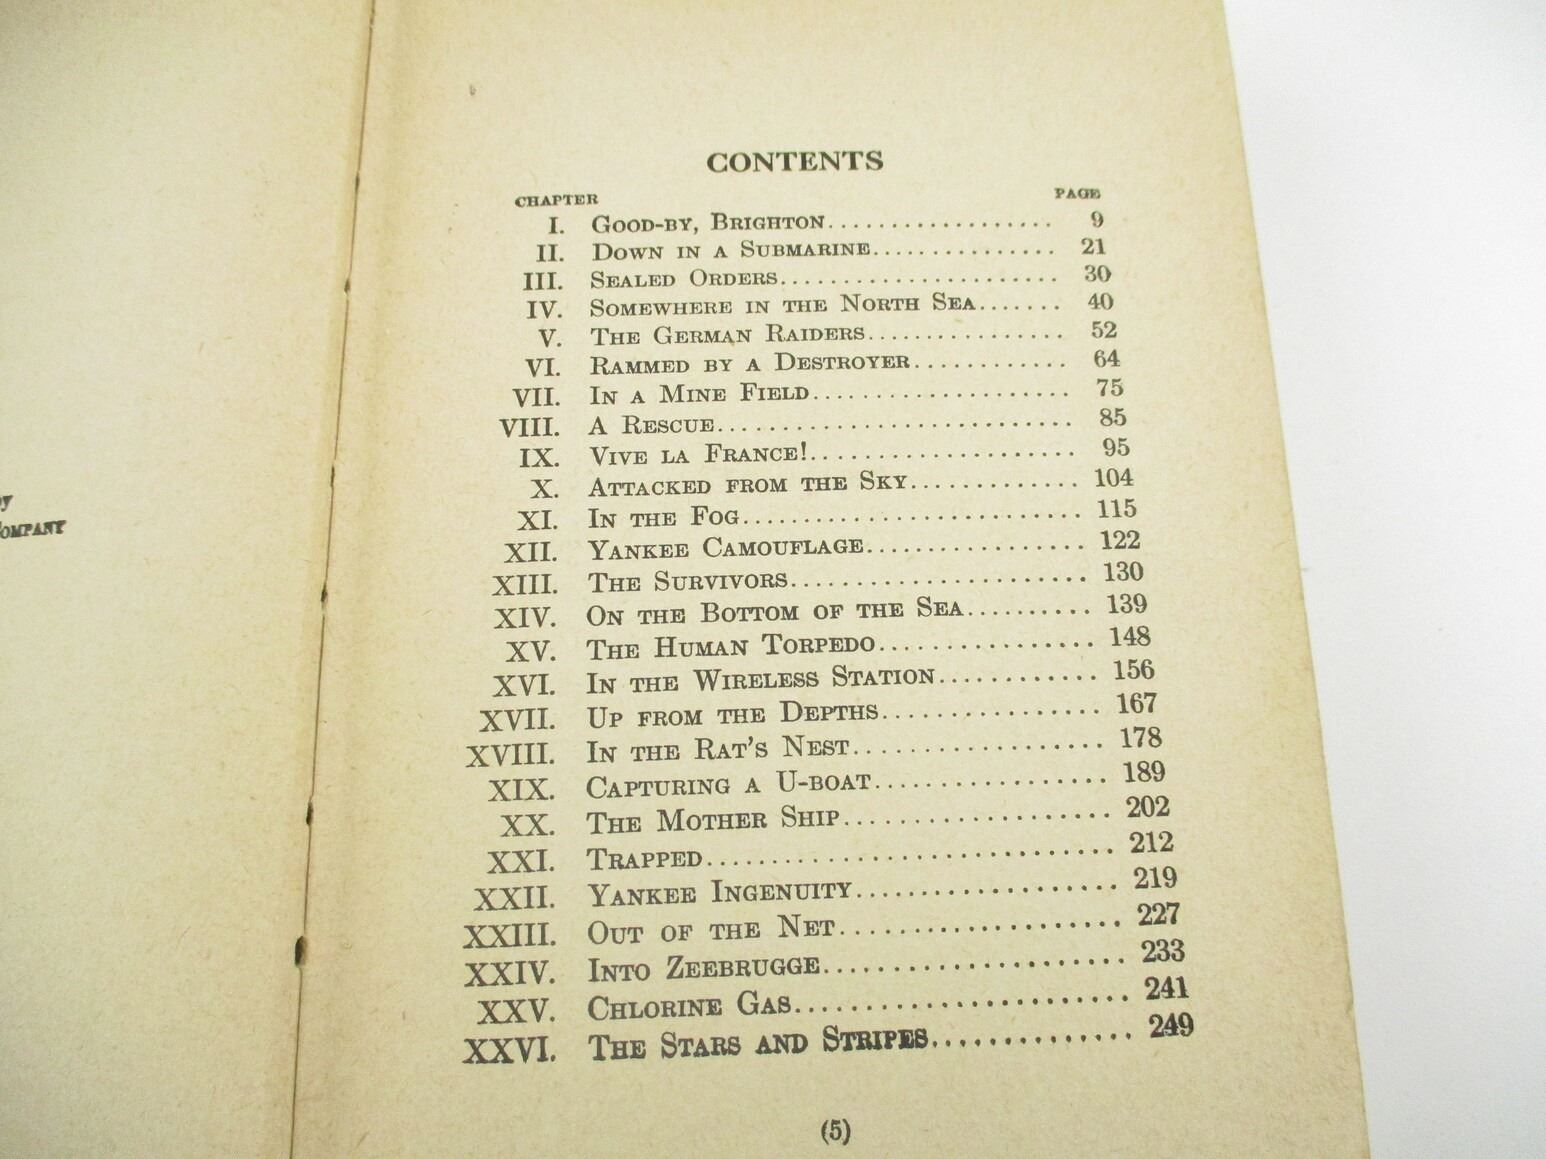 y
COMPANY
CONTENTS
CHAPTER PAGE
I. GOOD-BY, BRIGHTON................... 9
II. DOWN IN A SUBMARINE............... 21
III. SEALED ORDERS...................... 30
IV. SOMEWHERE IN THE NORTH SEA....... 40
V. THE GERMAN RAIDERS................ 52
VI. RAMMED BY A DESTROYER............ 64
VII. IN A MINE FIELD.................... 75
VIII. A RESCUE........................... 85
IX. VIVE LA FRANCE!.................... 95
X. ATTACKED FROM THE SKY............ 104
XI. IN THE FOG......................... 115
XII. YANKEE CAMOUFLAGE................ 122
XIII. THE SURVIVORS...................... 130
XIV. ON THE BOTTOM OF THE SEA.......... 139
XV. THE HUMAN TORPEDO................ 148
XVI. IN THE WIRELESS STATION............ 156
XVII. UP FROM THE DEPTHS................ 167
XVIII. IN THE RAT'S NEST................... 178
XIX. CAPTURING A U-BOAT................. 189
XX. THE MOTHER SHIP................... 202
XXI. TRAPPED............................ 212
XXII. YANKEE INGENUITY................... 219
XXIII. OUT OF THE NET.................... 227
XXIV. INTO ZEEBRUGGE..................... 233
XXV. CHLORINE GAS....................... 241
XXVI. THE STARS AND STRIPES.............. 249
(5)